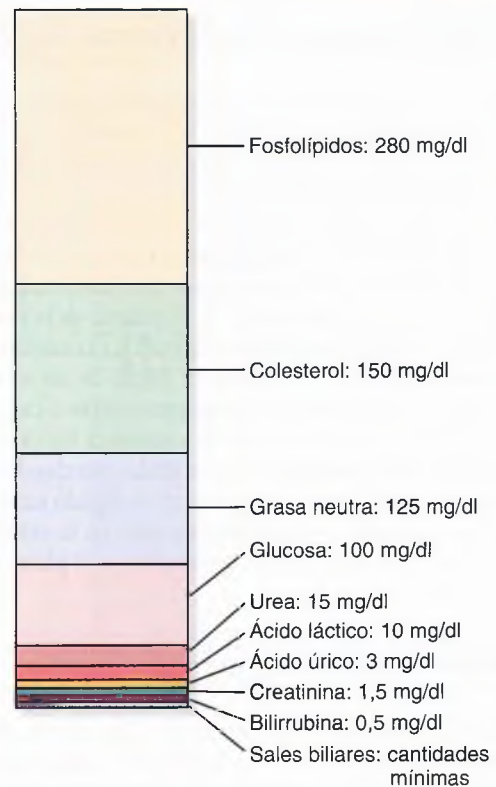 Fosfolípidos: 280 mg/dl
Colesterol: 150 mg/dl
Grasa neutra: 125 mg/dl
Glucosa: 100 mg/dl
Urea: 15 mg/dl
Ácido láctico: 10 mg/dl
Ácido úrico: 3 mg/dl
Creatinina: 1,5 mg/dl
Bilirrubina: 0,5 mg/dl
Sales biliares: cantidades
mínimas